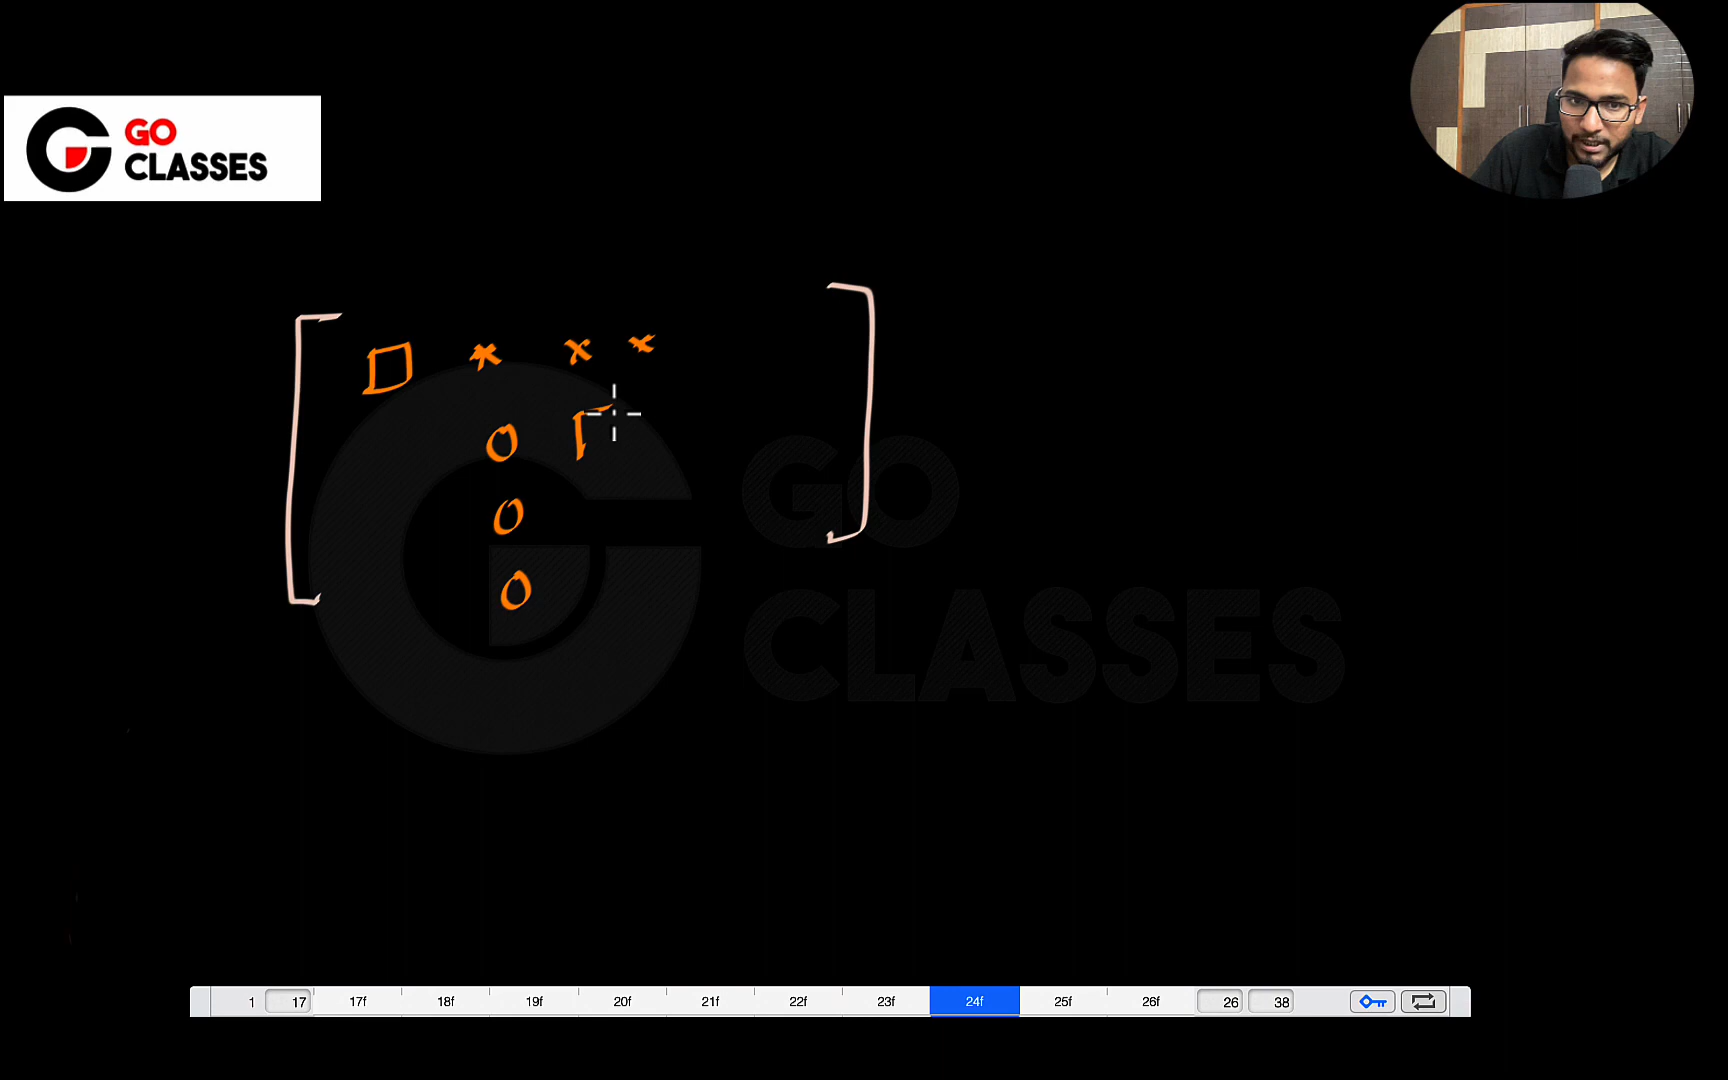 GO
CLASSES
□ * x *
0
0
0
GO
CLASSES
1 17 17f 18f 19f 20f 21f 22f 23f 24f 25f 26f 26 38